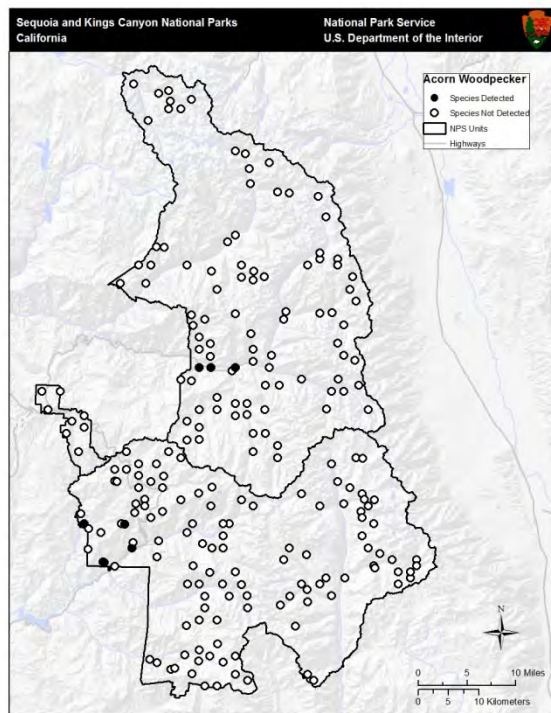 Sequoia and Kings Canyon National Parks
California
National Park Service
U.S. Department of the Interior
Acorn Woodpecker
Species Detected
Species Not Detected
NPS Units
Highways
N
0 5 10 Miles
0 5 10 Kilometers